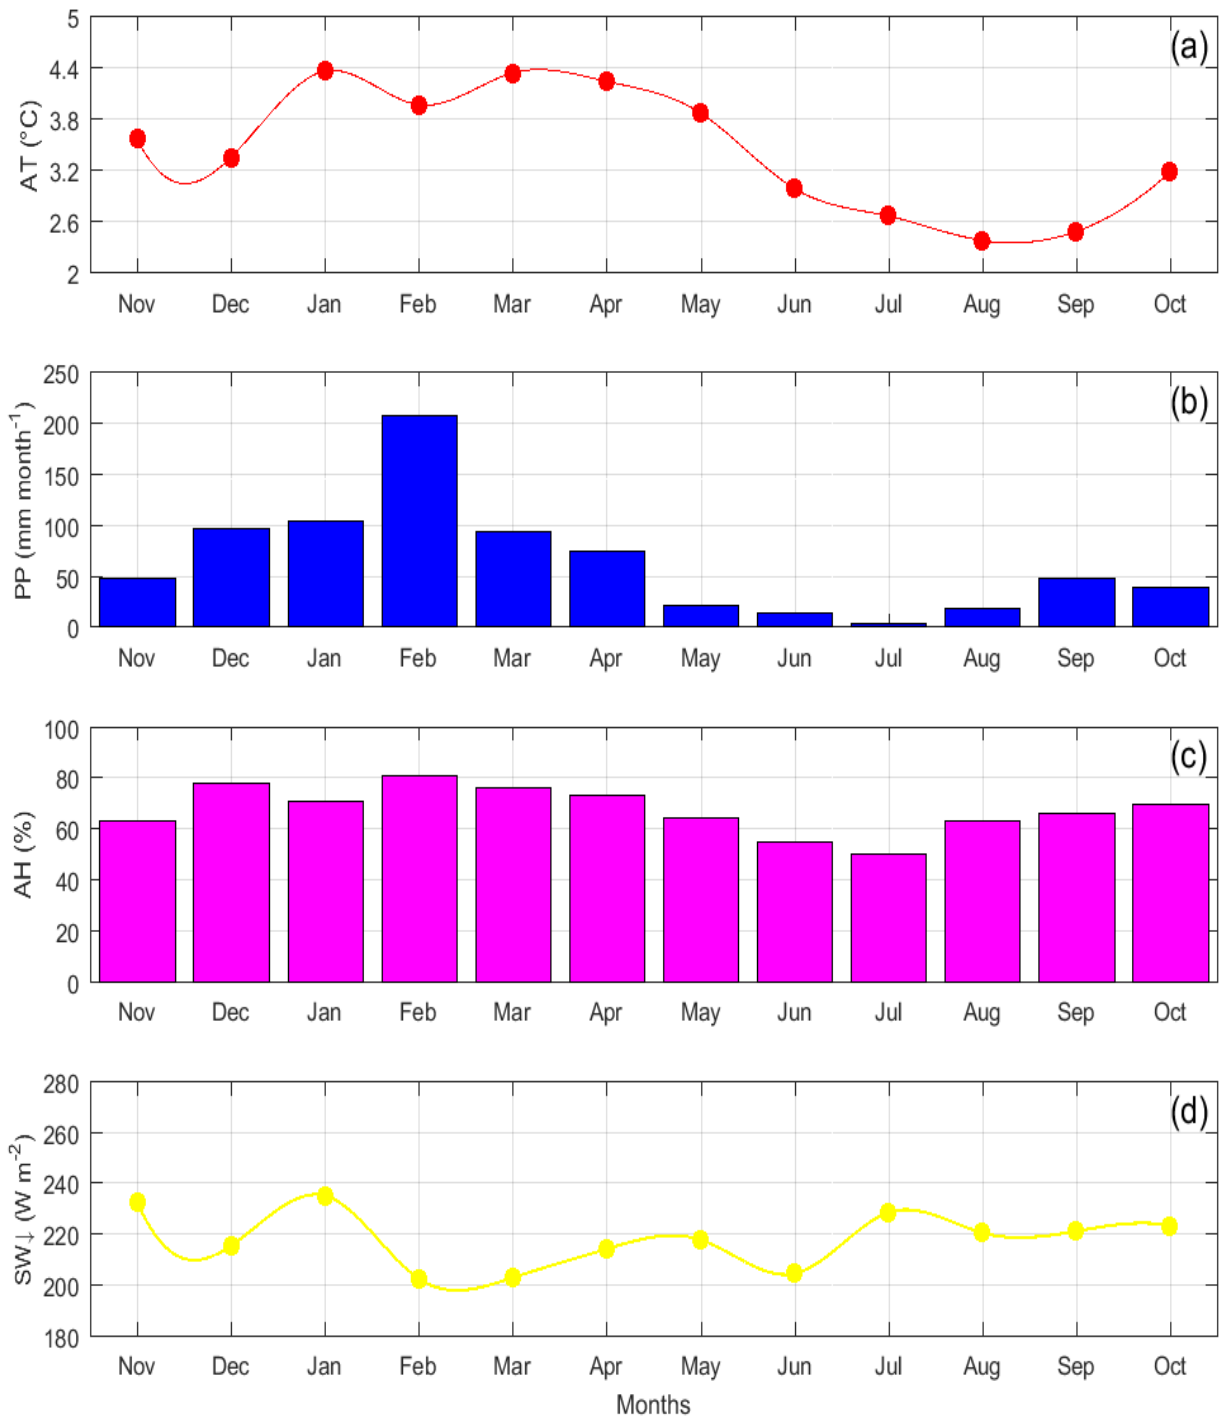 (a)
AT (°C)
5
4.4
3.8
3.2
2.6
2
Nov Dec Jan Feb Mar Apr May Jun Jul Aug Sep Oct
(b)
PP (mm month⁻¹)
250
200
150
100
50
0
Nov Dec Jan Feb Mar Apr May Jun Jul Aug Sep Oct
(c)
AH (%)
100
80
60
40
20
0
Nov Dec Jan Feb Mar Apr May Jun Jul Aug Sep Oct
(d)
SW↓ (W m⁻²)
280
260
240
220
200
180
Nov Dec Jan Feb Mar Apr May Jun Jul Aug Sep Oct
Months